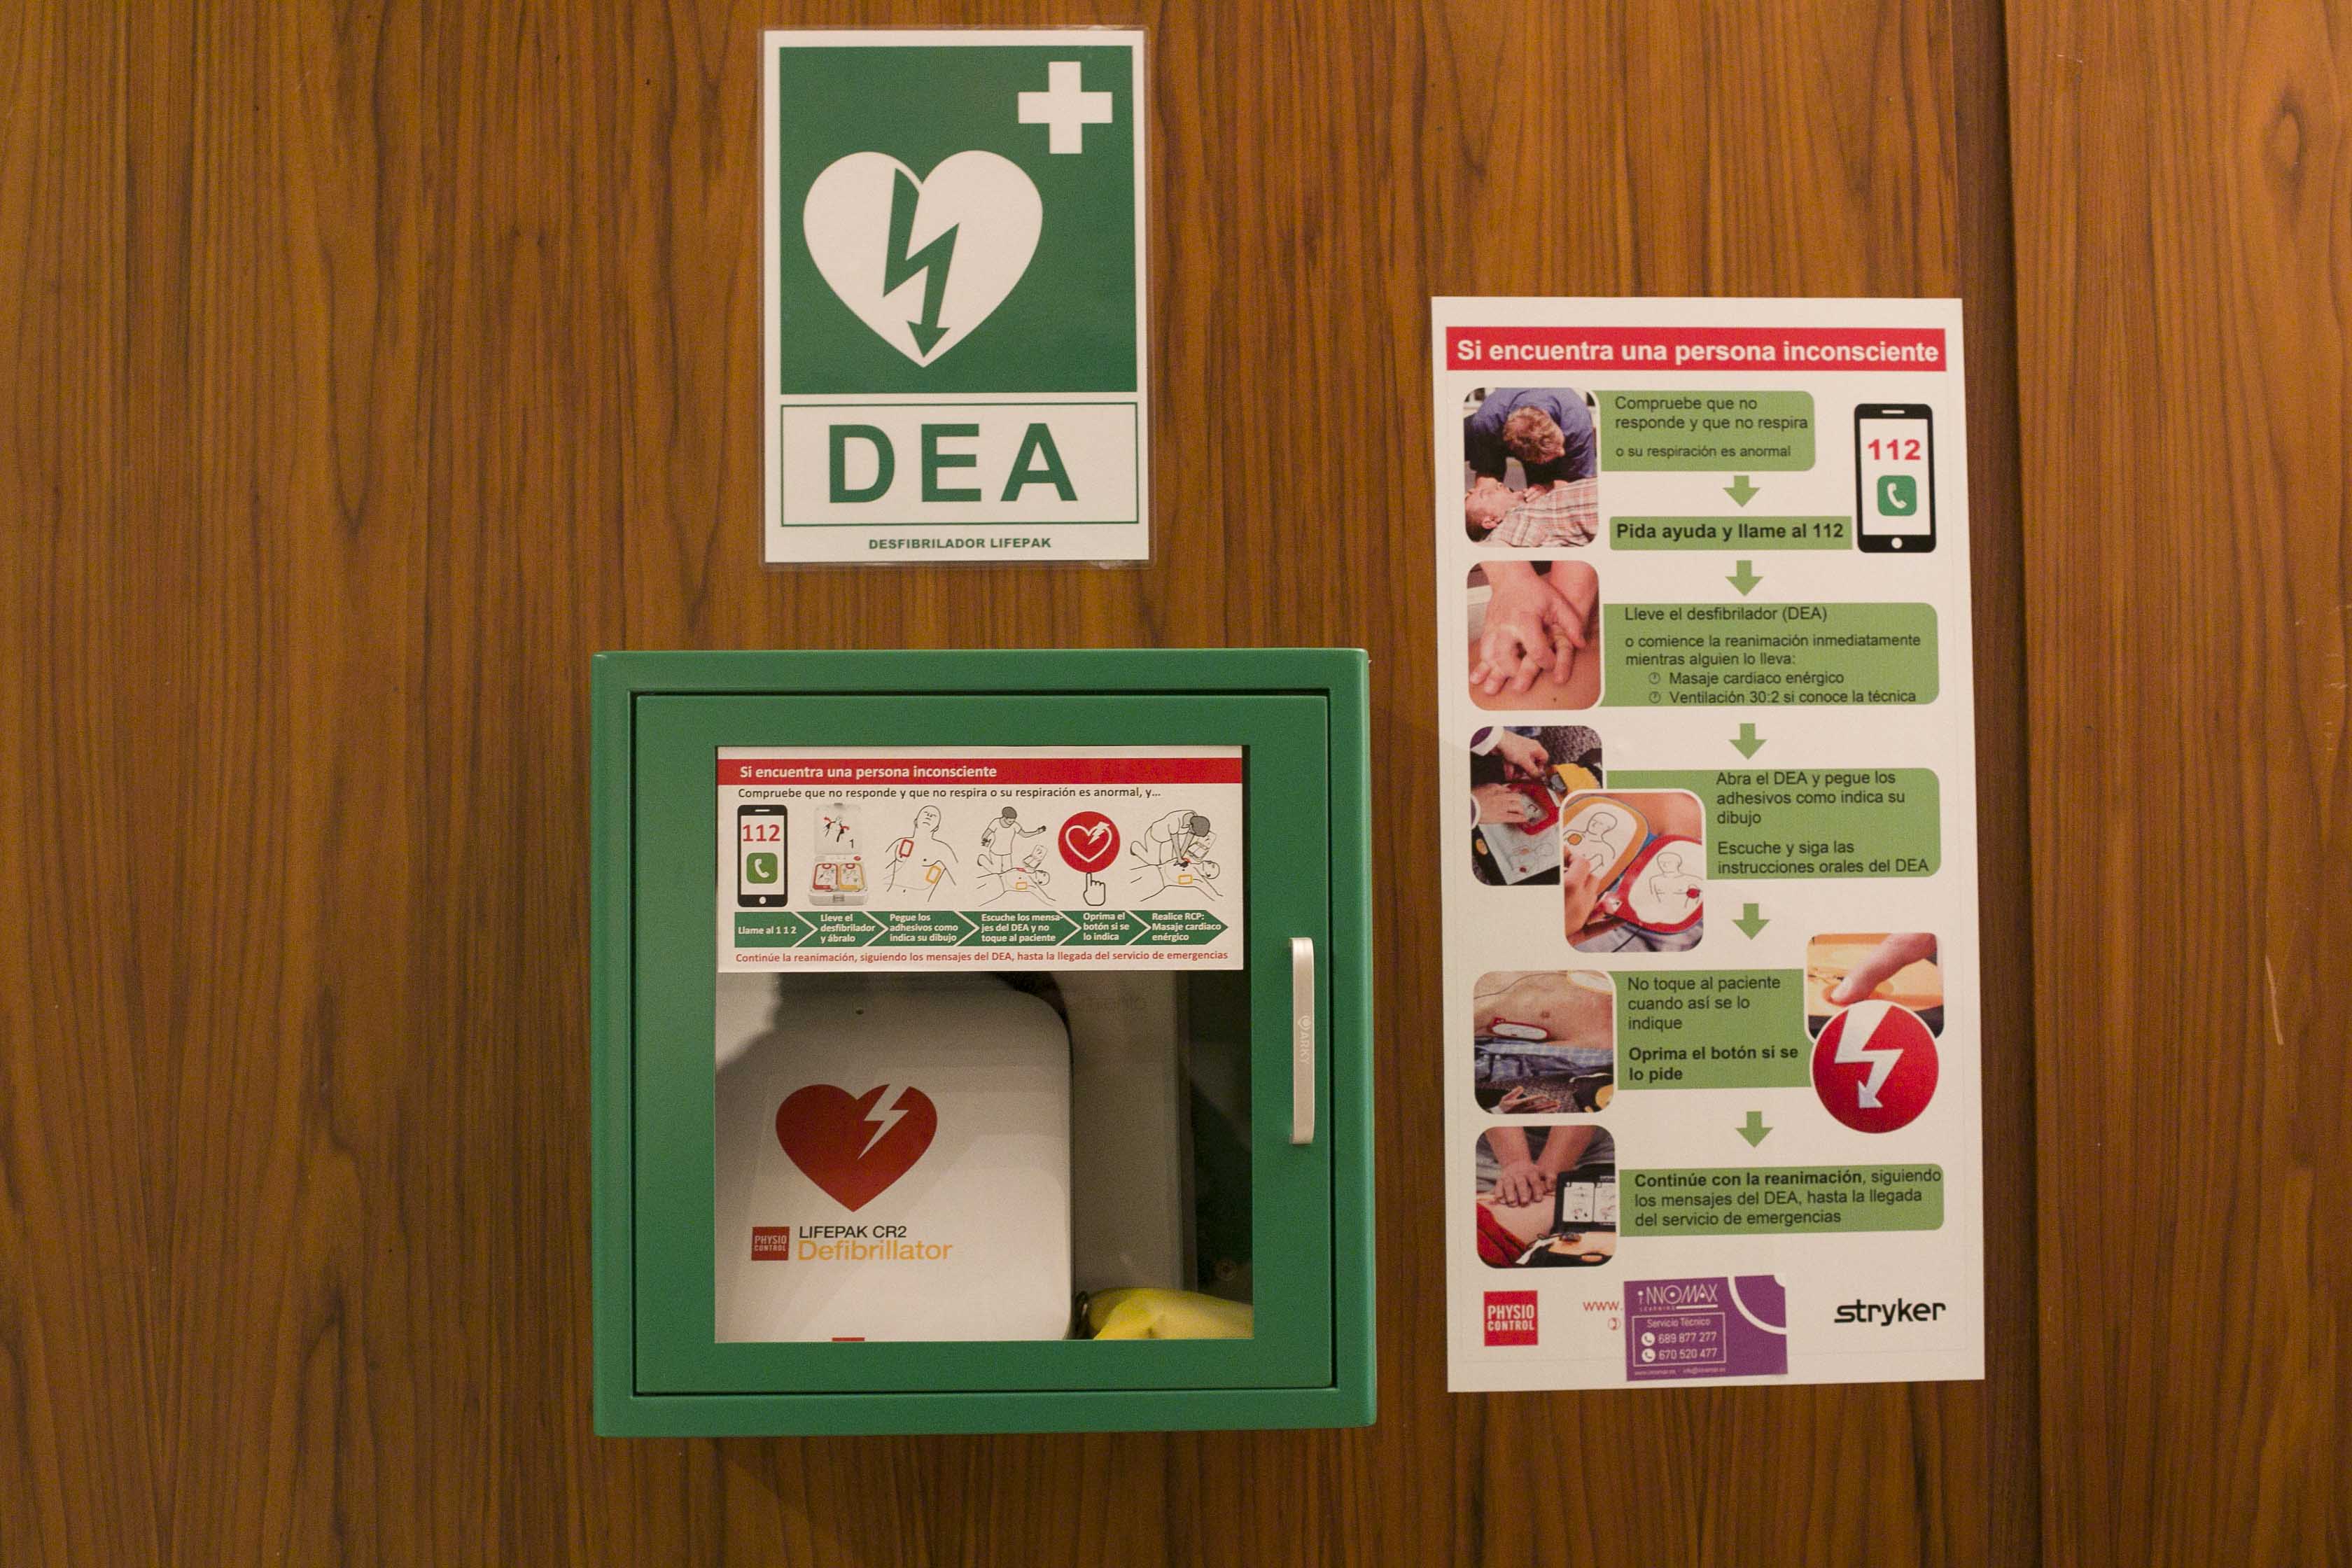 DEA
DESFIBRILADOR LIFEPAK
Si encuentra una persona inconsciente
Compruebe que no responde y que no respira o su respiración es anormal, y...
112
1
Llame al 1 1 2
Lleve el
desfibrilador
y ábralo
Pegue los
adhesivos como
indica su dibujo
Escuche los mensa-
jes del DEA y no
toque al paciente
Oprima el
botón si se
lo indica
Realice RCP:
Masaje cardiaco
enérgico
Continúe la reanimación, siguiendo los mensajes del DEA, hasta la llegada del servicio de emergencias
ARKY
PHYSIO
CONTROL
LIFEPAK CR2
Defibrillator
Si encuentra una persona inconsciente
Compruebe que no
responde y que no respira
o su respiración es anormal
112
Pida ayuda y llame al 112
Lleve el desfibrilador (DEA)
o comience la reanimación inmediatamente
mientras alguien lo lleva:
Masaje cardiaco enérgico
Ventilación 30:2 si conoce la técnica
Abra el DEA y pegue los
adhesivos como indica su
dibujo
Escuche y siga las
instrucciones orales del DEA
No toque al paciente
cuando así se lo
indique
Oprima el botón si se
lo pide
Continúe con la reanimación, siguiendo
los mensajes del DEA, hasta la llegada
del servicio de emergencias
PHYSIO
CONTROL
www.
iNNOMAX
LEARNING
Servicio Técnico
689 877 277
670 520 477
stryker